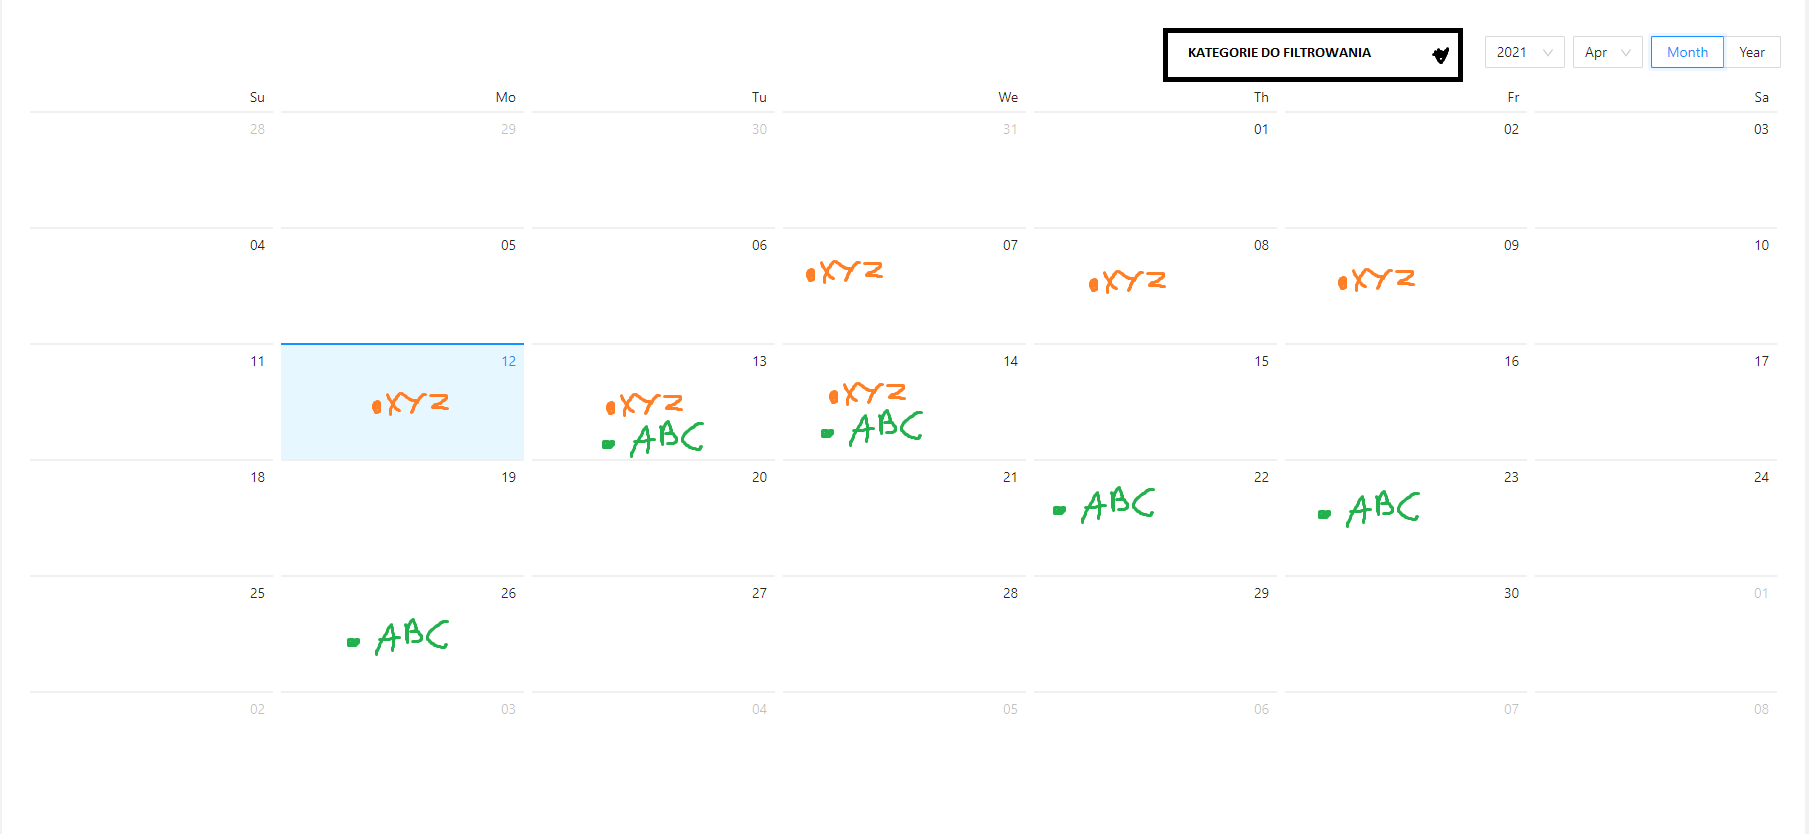 KATEGORIE DO FILTROWANIA 2021 Apr Month Year
Su Mo Tu We Th Fr Sa
28 29 30 31 01 02 03
04 05 06 07 08 09 10
XYZ XYZ XYZ
11 12 13 14 15 16 17
XYZ XYZ XYZ
ABC ABC
18 19 20 21 22 23 24
ABC ABC
25 26 27 28 29 30 01
ABC
02 03 04 05 06 07 08